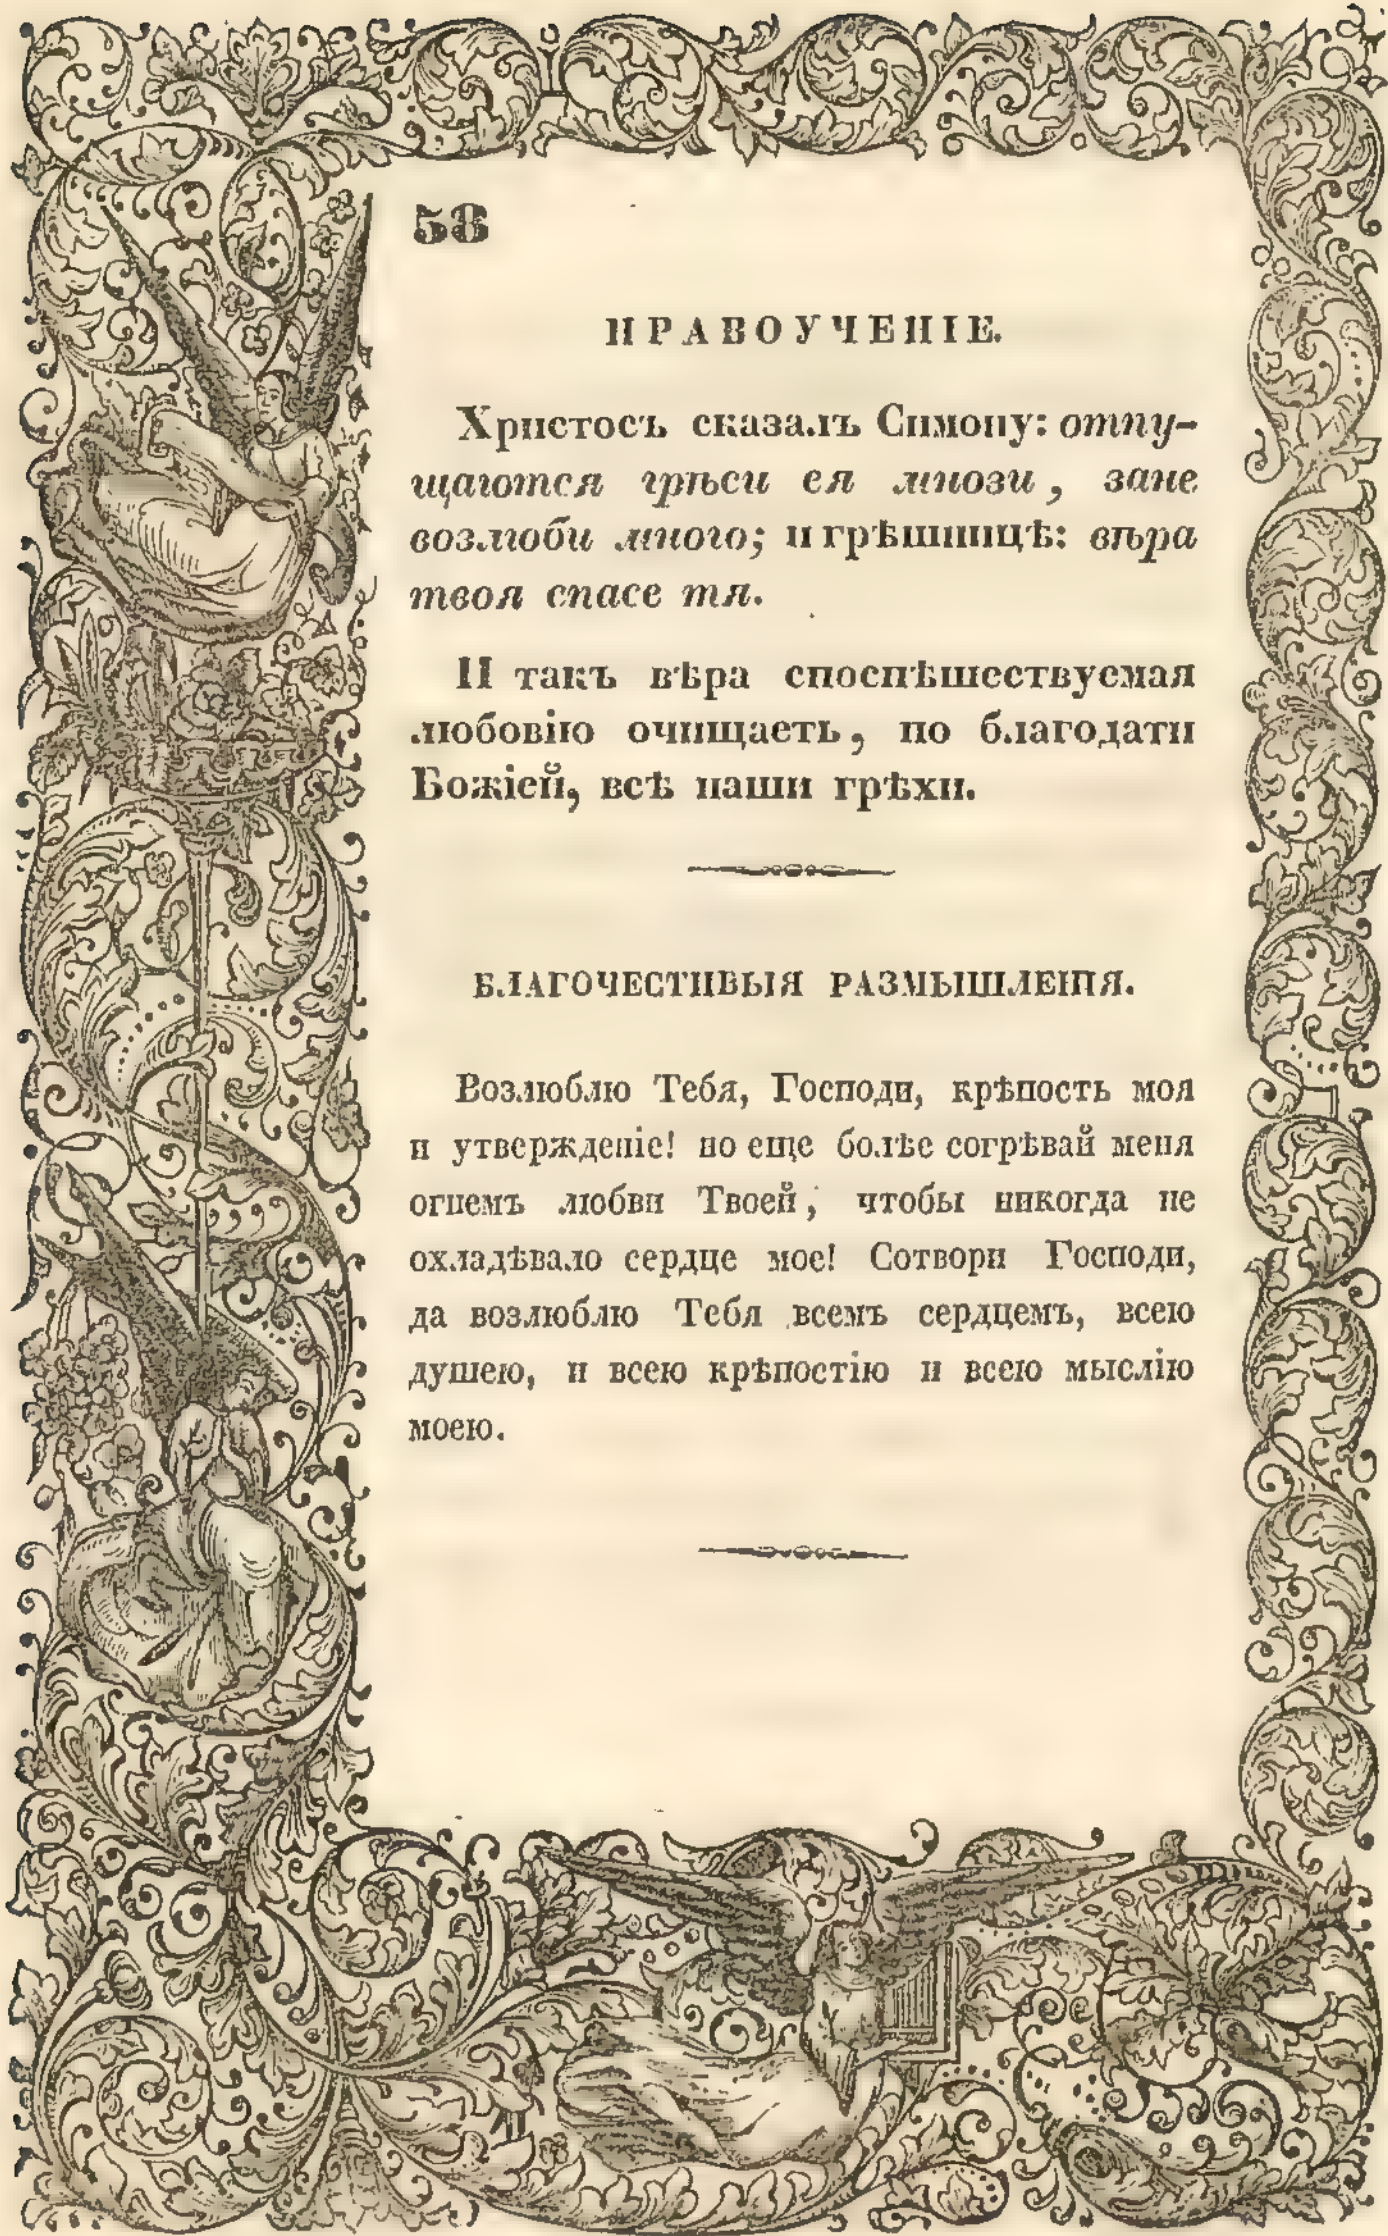 58
НРАВОУЧЕНІЕ.
Христосъ сказалъ Симону: отпу-
щаются грѣси ея мнози, зане
возлюби много; и грѣшницѣ: вѣра
твоя спасе тя.
И такъ вѣра споспѣшествуемая
любовію очищаетъ, по благодати
Божіей, всѣ наши грѣхи.
БЛАГОЧЕСТИВЫЯ РАЗМЫШЛЕНІЯ.
Возлюблю Тебя, Господи, крѣпость моя
и утвержденіе! но еще болѣе согрѣвай меня
огнемъ любви Твоей, чтобы никогда не
охладѣвало сердце мое! Сотвори Господи,
да возлюблю Тебя всемъ сердцемъ, всею
душею, и всею крѣпостію и всею мыслію
моею.